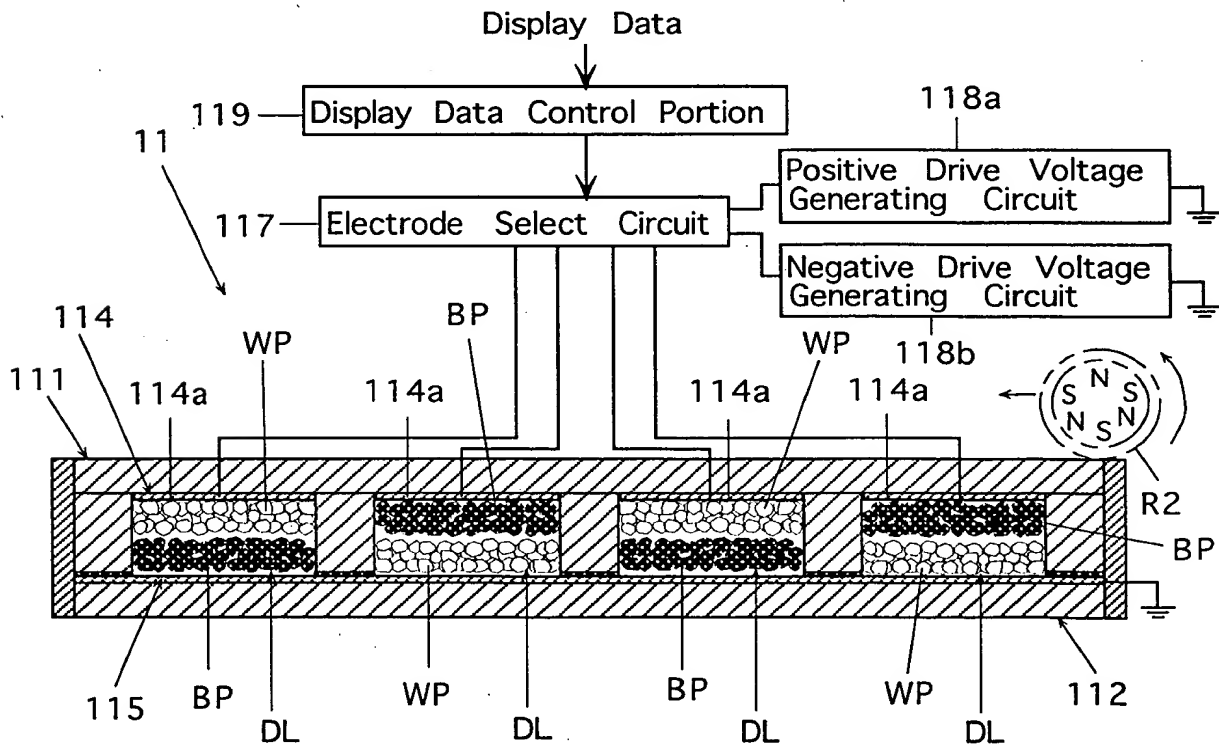 Display Data
119
Display Data Control Portion
118a
11
Positive Drive Voltage
Generating Circuit
117
Electrode Select Circuit
Negative Drive Voltage
Generating Circuit
114
WP
BP
WP
118b
111
114a
114a
114a
114a
S N S N S N
R2
BP
115
BP
DL
WP
DL
BP
DL
WP
DL
112